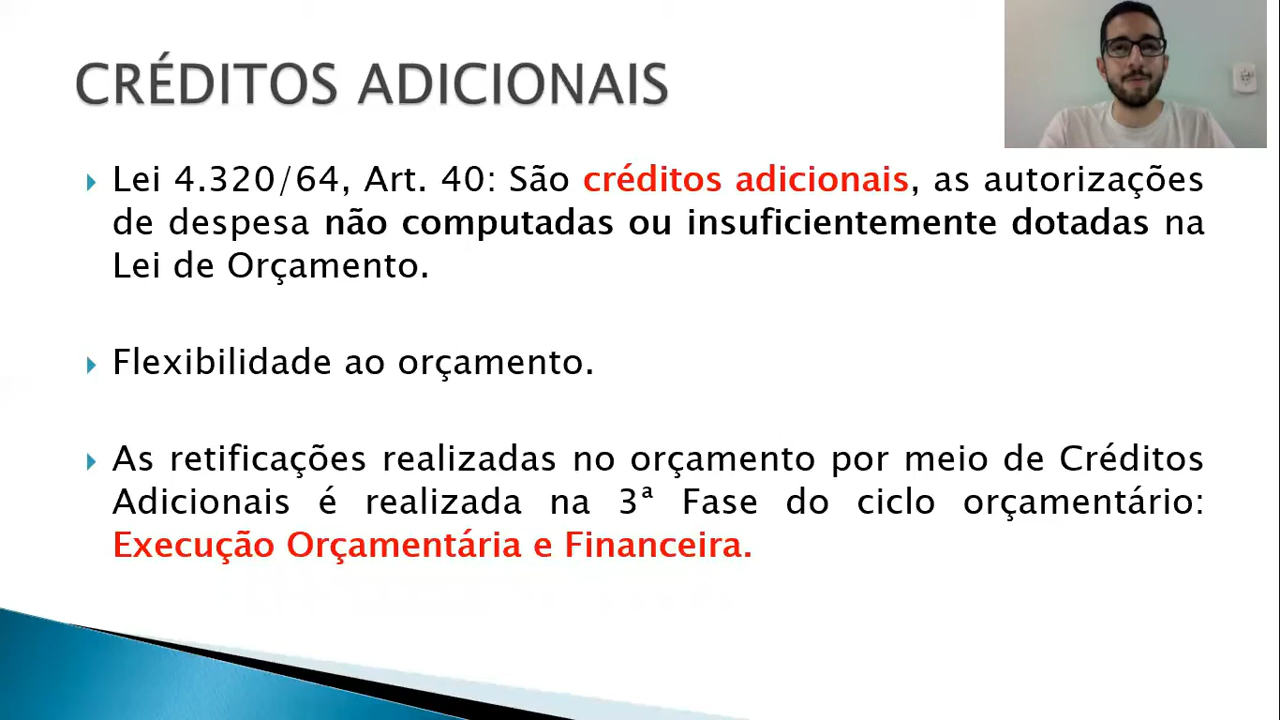 CRÉDITOS ADICIONAIS
Lei 4.320/64, Art. 40: São créditos adicionais, as autorizações
de despesa não computadas ou insuficientemente dotadas na
Lei de Orçamento.
Flexibilidade ao orçamento.
As retificações realizadas no orçamento por meio de Créditos
Adicionais é realizada na 3ª Fase do ciclo orçamentário:
Execução Orçamentária e Financeira.